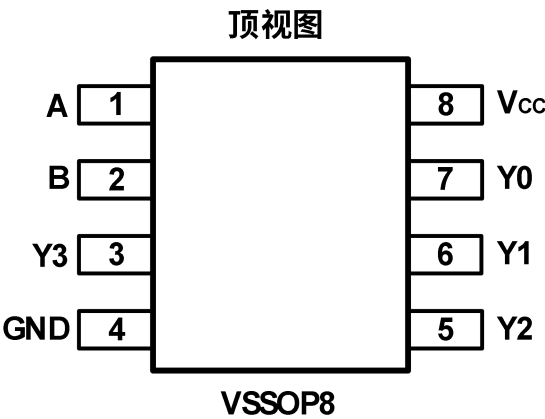 顶视图
A 1 8 VCC
B 2 7 Y0
Y3 3 6 Y1
GND 4 5 Y2
VSSOP8